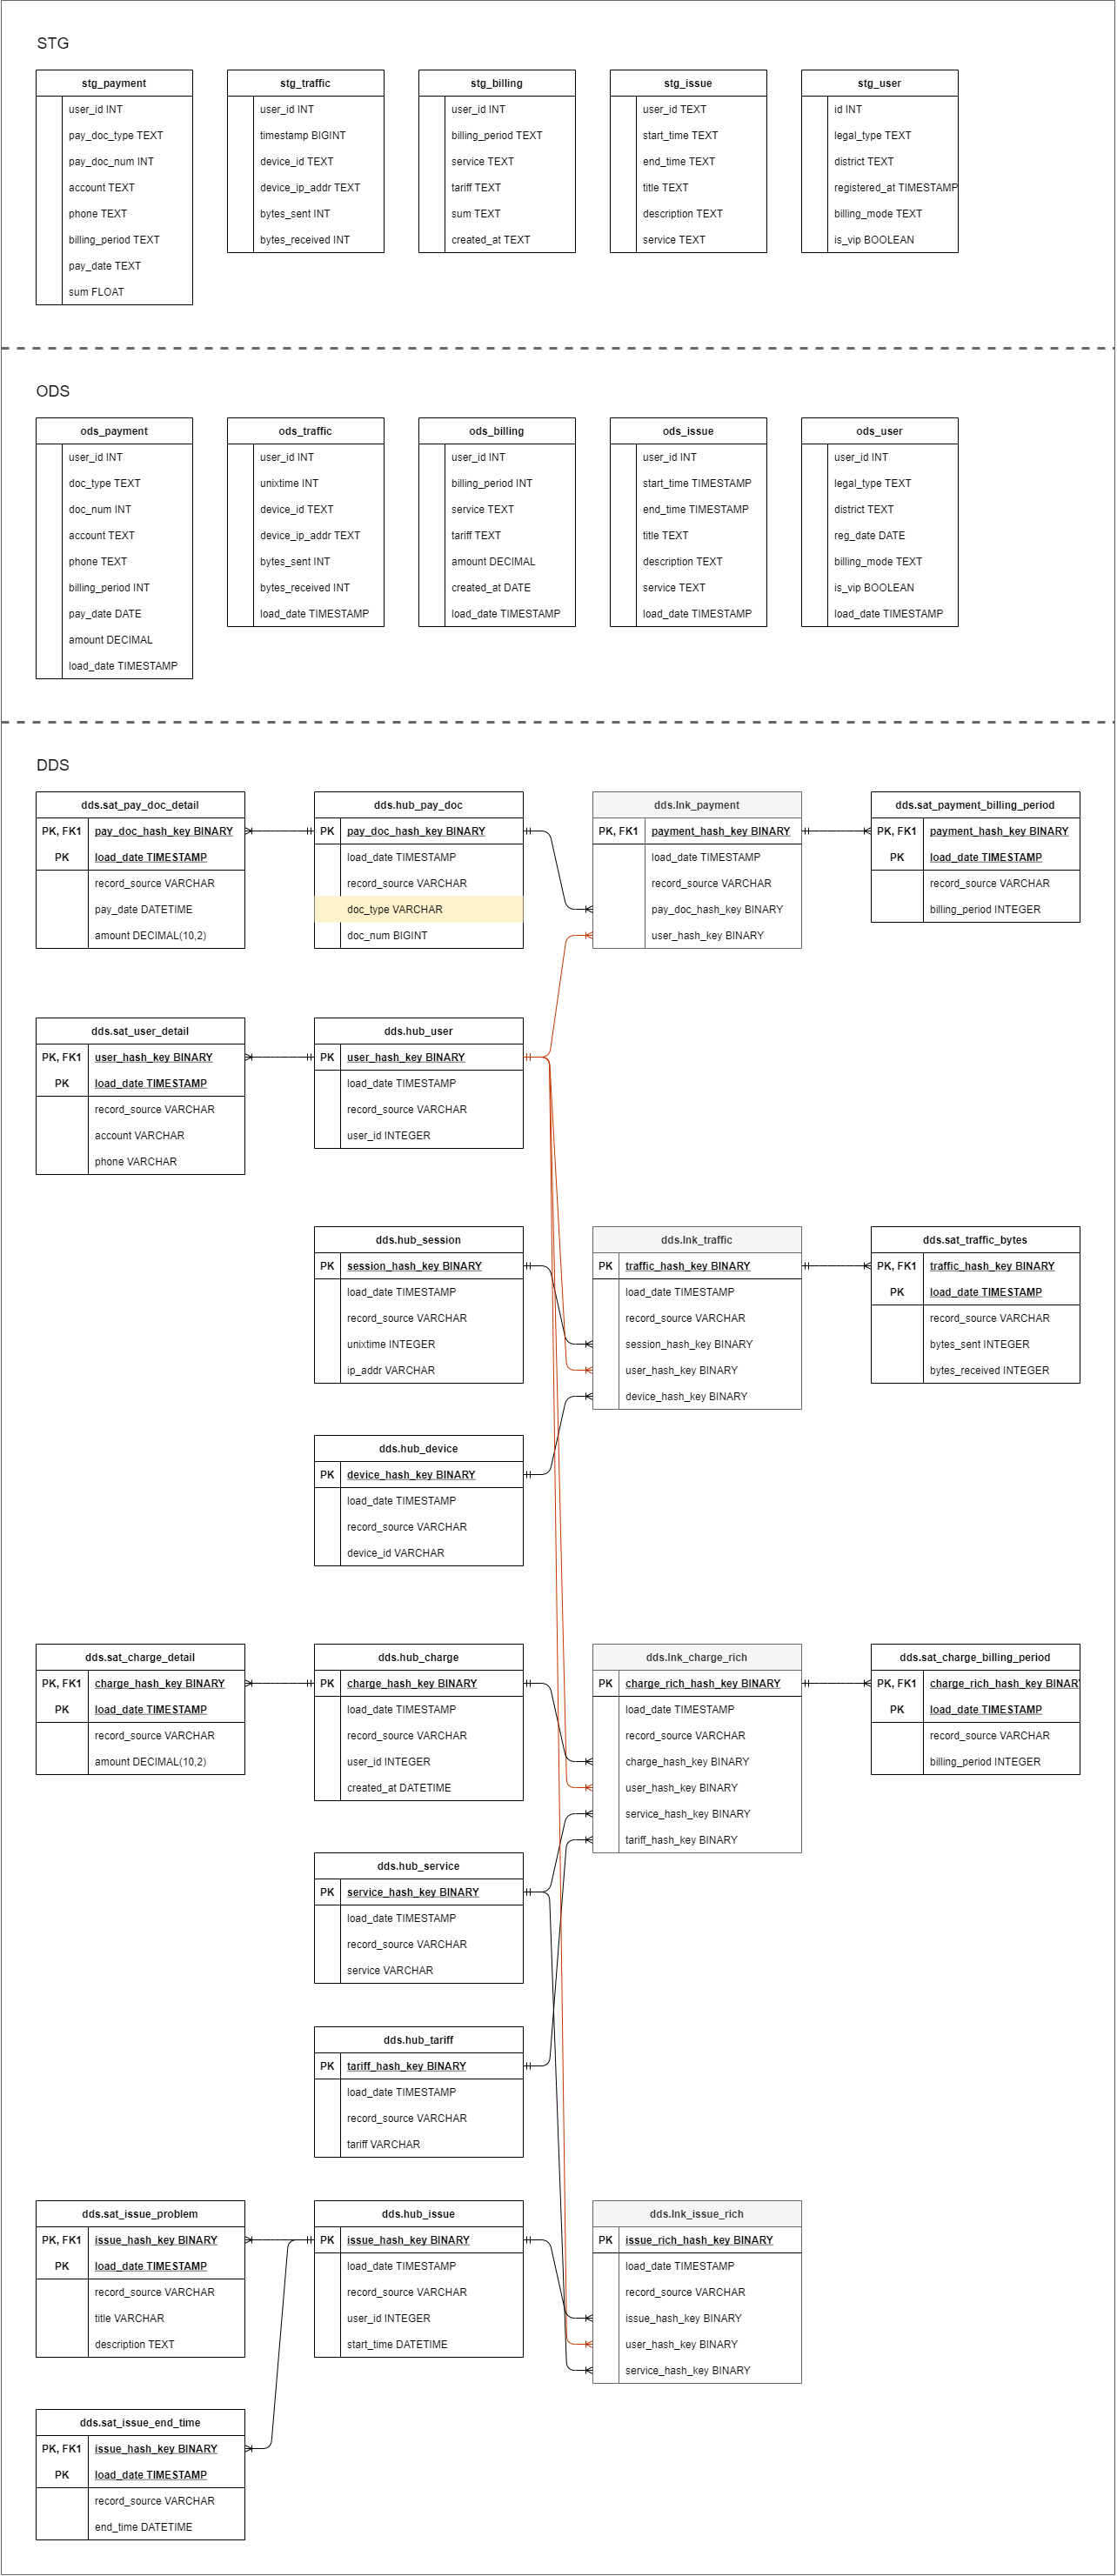 STG
stg_payment
user_id INT
pay_doc_type TEXT
pay_doc_num INT
account TEXT
phone TEXT
billing_period TEXT
pay_date TEXT
sum FLOAT
stg_traffic
user_id INT
timestamp BIGINT
device_id TEXT
device_ip_addr TEXT
bytes_sent INT
bytes_received INT
stg_billing
user_id INT
billing_period TEXT
service TEXT
tariff TEXT
sum TEXT
created_at TEXT
stg_issue
user_id TEXT
start_time TEXT
end_time TEXT
title TEXT
description TEXT
service TEXT
stg_user
id INT
legal_type TEXT
district TEXT
registered_at TIMESTAMP
billing_mode TEXT
is_vip BOOLEAN
ODS
ods_payment
user_id INT
doc_type TEXT
doc_num INT
account TEXT
phone TEXT
billing_period INT
pay_date DATE
amount DECIMAL
load_date TIMESTAMP
ods_traffic
user_id INT
unixtime INT
device_id TEXT
device_ip_addr TEXT
bytes_sent INT
bytes_received INT
load_date TIMESTAMP
ods_billing
user_id INT
billing_period INT
service TEXT
tariff TEXT
amount DECIMAL
created_at DATE
load_date TIMESTAMP
ods_issue
user_id INT
start_time TIMESTAMP
end_time TIMESTAMP
title TEXT
description TEXT
service TEXT
load_date TIMESTAMP
ods_user
user_id INT
legal_type TEXT
district TEXT
reg_date DATE
billing_mode TEXT
is_vip BOOLEAN
load_date TIMESTAMP
DDS
dds.sat_pay_doc_detail
PK, FK1 pay_doc_hash_key BINARY
PK load_date TIMESTAMP
record_source VARCHAR
pay_date DATETIME
amount DECIMAL(10,2)
dds.hub_pay_doc
PK pay_doc_hash_key BINARY
load_date TIMESTAMP
record_source VARCHAR
doc_type VARCHAR
doc_num BIGINT
dds.lnk_payment
PK, FK1 payment_hash_key BINARY
load_date TIMESTAMP
record_source VARCHAR
pay_doc_hash_key BINARY
user_hash_key BINARY
dds.sat_payment_billing_period
PK, FK1 payment_hash_key BINARY
PK load_date TIMESTAMP
record_source VARCHAR
billing_period INTEGER
dds.sat_user_detail
PK, FK1 user_hash_key BINARY
PK load_date TIMESTAMP
record_source VARCHAR
account VARCHAR
phone VARCHAR
dds.hub_user
PK user_hash_key BINARY
load_date TIMESTAMP
record_source VARCHAR
user_id INTEGER
dds.hub_session
PK session_hash_key BINARY
load_date TIMESTAMP
record_source VARCHAR
unixtime INTEGER
ip_addr VARCHAR
dds.lnk_traffic
PK traffic_hash_key BINARY
load_date TIMESTAMP
record_source VARCHAR
session_hash_key BINARY
user_hash_key BINARY
device_hash_key BINARY
dds.sat_traffic_bytes
PK, FK1 traffic_hash_key BINARY
PK load_date TIMESTAMP
record_source VARCHAR
bytes_sent INTEGER
bytes_received INTEGER
dds.hub_device
PK device_hash_key BINARY
load_date TIMESTAMP
record_source VARCHAR
device_id VARCHAR
dds.sat_charge_detail
PK, FK1 charge_hash_key BINARY
PK load_date TIMESTAMP
record_source VARCHAR
amount DECIMAL(10,2)
dds.hub_charge
PK charge_hash_key BINARY
load_date TIMESTAMP
record_source VARCHAR
user_id INTEGER
created_at DATETIME
dds.lnk_charge_rich
PK charge_rich_hash_key BINARY
load_date TIMESTAMP
record_source VARCHAR
charge_hash_key BINARY
user_hash_key BINARY
service_hash_key BINARY
tariff_hash_key BINARY
dds.sat_charge_billing_period
PK, FK1 charge_rich_hash_key BINARY
PK load_date TIMESTAMP
record_source VARCHAR
billing_period INTEGER
dds.hub_service
PK service_hash_key BINARY
load_date TIMESTAMP
record_source VARCHAR
service VARCHAR
dds.hub_tariff
PK tariff_hash_key BINARY
load_date TIMESTAMP
record_source VARCHAR
tariff VARCHAR
dds.sat_issue_problem
PK, FK1 issue_hash_key BINARY
PK load_date TIMESTAMP
record_source VARCHAR
title VARCHAR
description TEXT
dds.hub_issue
PK issue_hash_key BINARY
load_date TIMESTAMP
record_source VARCHAR
user_id INTEGER
start_time DATETIME
dds.lnk_issue_rich
PK issue_rich_hash_key BINARY
load_date TIMESTAMP
record_source VARCHAR
issue_hash_key BINARY
user_hash_key BINARY
service_hash_key BINARY
dds.sat_issue_end_time
PK, FK1 issue_hash_key BINARY
PK load_date TIMESTAMP
record_source VARCHAR
end_time DATETIME